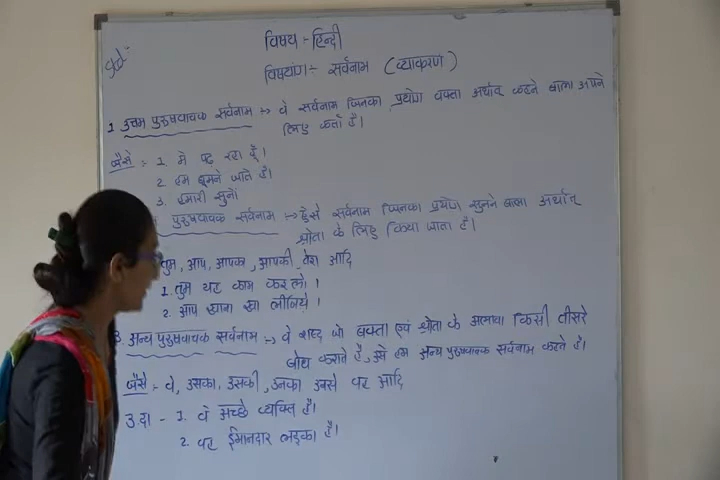 विषय :- हिन्दी
विषयांग :- सर्वनाम (व्याकरण)
1 उत्तम पुरुषवाचक सर्वनाम :-> वे सर्वनाम जिनका प्रयोग वक्ता अर्थात् कहने वाला अपने
लिए करता है।
जैसे :- 1. मैं पढ़ रहा हूँ।
2. हम घूमने जाते है।
3. हमारी सुनो
पुरुषवाचक सर्वनाम :-> ऐसे सर्वनाम जिनका प्रयोग सुनने वाला अर्थात्
श्रोता के लिए किया जाता है।
तुम, आप, आपका, आपकी, तेरा आदि
1. तुम यह काम कर लो।
2. आप खाना खा लीजिये।
3. अन्य पुरुषवाचक सर्वनाम :-> वे शब्द जो वक्ता एवं श्रोता के अलावा किसी तीसरे
बोध कराते है, उसे हम अन्य पुरुषवाचक सर्वनाम कहते है।
जैसे :- वे, उसका, उसकी, उनका उनसे वह आदि
उदा - 1. वे अच्छे व्यक्ति है।
2. वह ईमानदार लड़का है।